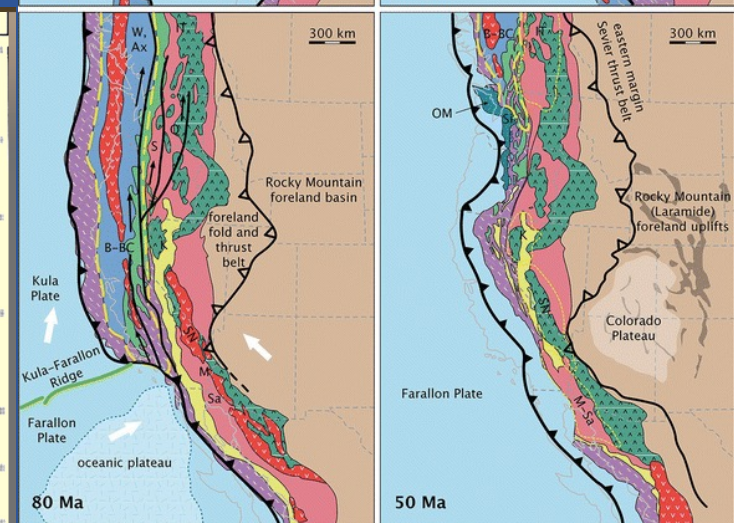 W,
Ax
300 km
S
Rocky Mountain
foreland basin
foreland
fold and
thrust
belt
B-BC
K
Kula
Plate
SN
Kula-Farallon
Ridge
M
Sa
Farallon
Plate
oceanic plateau
80 Ma
B-BC
300 km
eastern margin
Sevier thrust belt
OM
Rocky Mountain
(Laramide)
foreland uplifts
K
SN
Colorado
Plateau
Farallon Plate
M-Sa
50 Ma